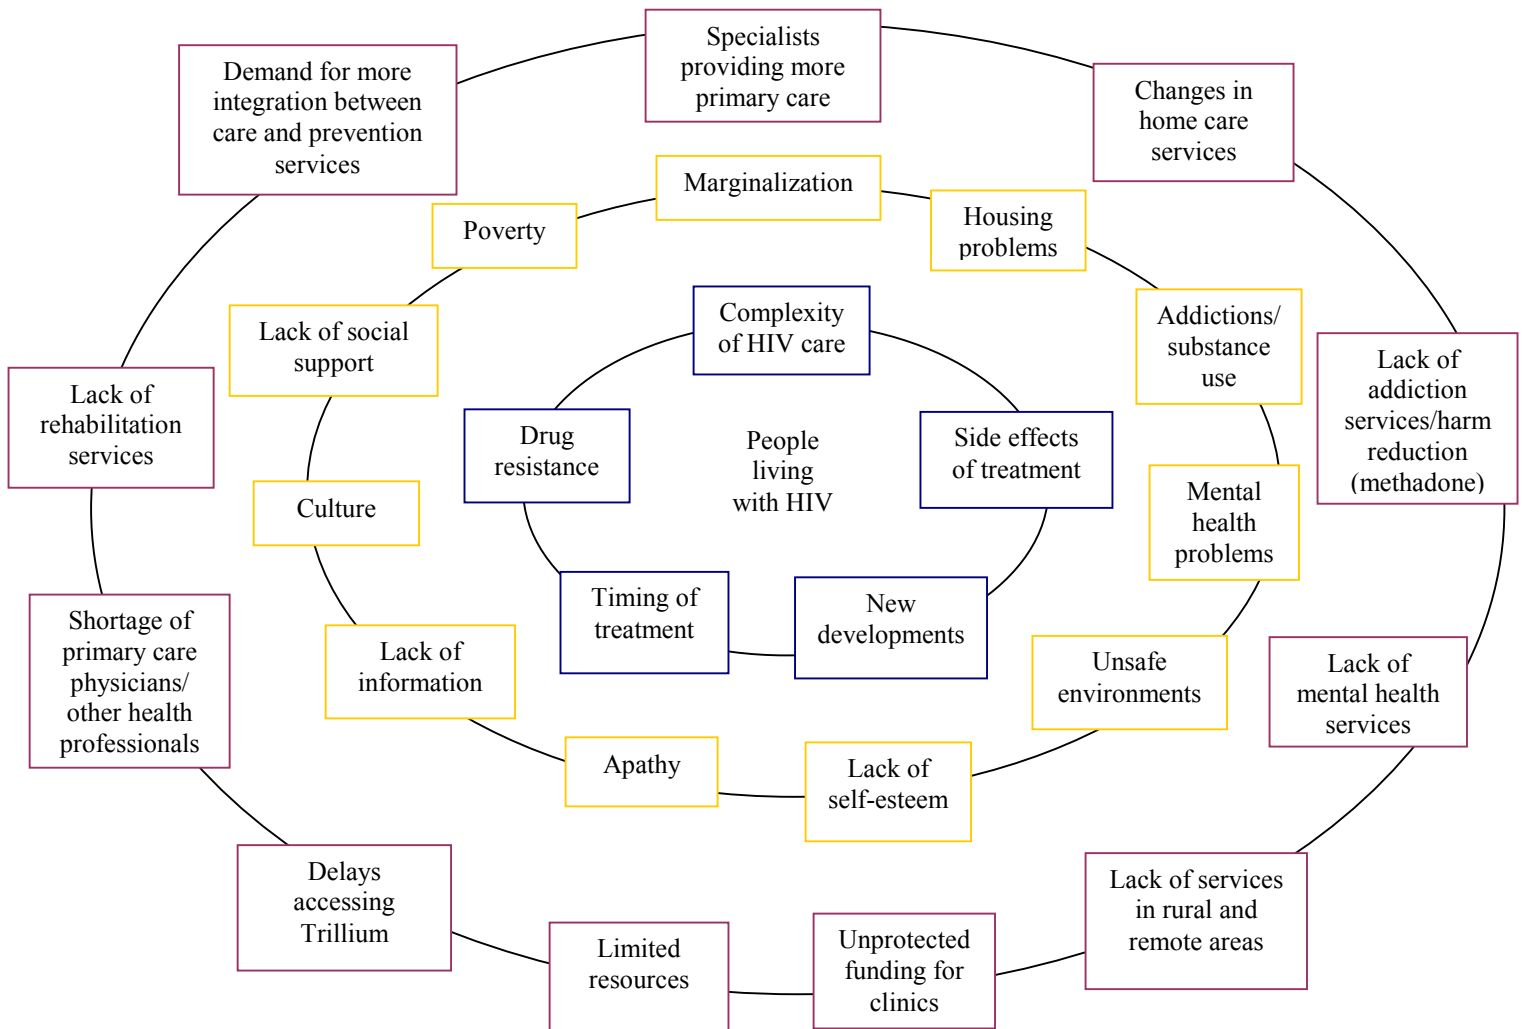 Specialists
providing more
primary care
Demand for more
integration between
care and prevention
services
Changes in
home care
services
Marginalization
Poverty
Housing
problems
Complexity
of HIV care
Lack of social
support
Addictions/
substance
use
Lack of
rehabilitation
services
Lack of
addiction
services/harm
reduction
(methadone)
Drug
resistance
People
living
with HIV
Side effects
of treatment
Culture
Mental
health
problems
Timing of
treatment
New
developments
Shortage of
primary care
physicians/
other health
professionals
Lack of
information
Unsafe
environments
Lack of
mental health
services
Apathy
Lack of
self-esteem
Delays
accessing
Trillium
Lack of services
in rural and
remote areas
Limited
resources
Unprotected
funding for
clinics